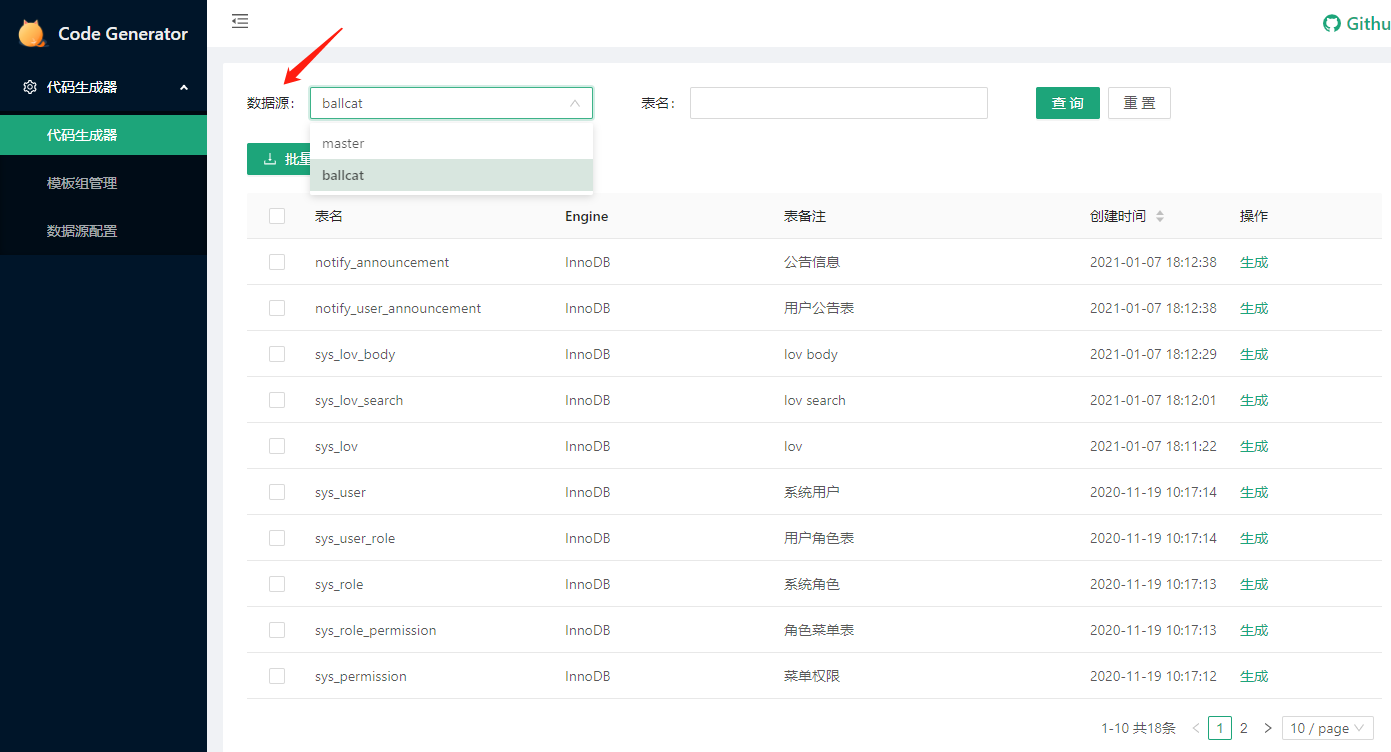 Code Generator
Githu
代码生成器
代码生成器
模板组管理
数据源配置
数据源： ballcat 表名： 查询 重置
master
ballcat
批量
表名 Engine 表备注 创建时间 操作
notify_announcement InnoDB 公告信息 2021-01-07 18:12:38 生成
notify_user_announcement InnoDB 用户公告表 2021-01-07 18:12:38 生成
sys_lov_body InnoDB lov body 2021-01-07 18:12:29 生成
sys_lov_search InnoDB lov search 2021-01-07 18:12:01 生成
sys_lov InnoDB lov 2021-01-07 18:11:22 生成
sys_user InnoDB 系统用户 2020-11-19 10:17:14 生成
sys_user_role InnoDB 用户角色表 2020-11-19 10:17:14 生成
sys_role InnoDB 系统角色 2020-11-19 10:17:13 生成
sys_role_permission InnoDB 角色菜单表 2020-11-19 10:17:13 生成
sys_permission InnoDB 菜单权限 2020-11-19 10:17:12 生成
1-10 共18条 1 2 10 / page